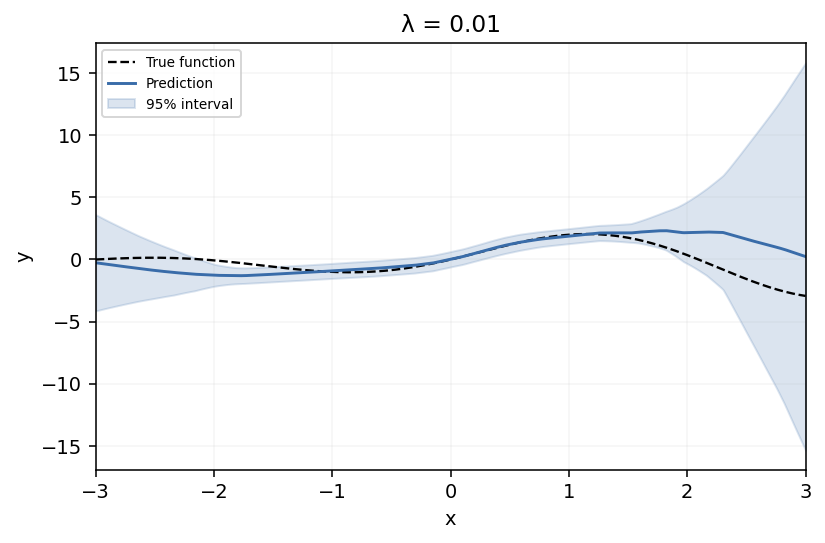 λ = 0.01
True function
Prediction
95% interval
15
10
5
0
−5
−10
−15
y
−3 −2 −1 0 1 2 3
x